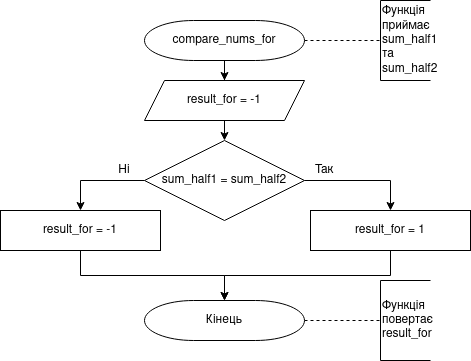 Функція
приймає
sum_half1
та
sum_half2
compare_nums_for
result_for = -1
sum_half1 = sum_half2
Ні
Так
result_for = -1
result_for = 1
Кінець
Функція
повертає
result_for